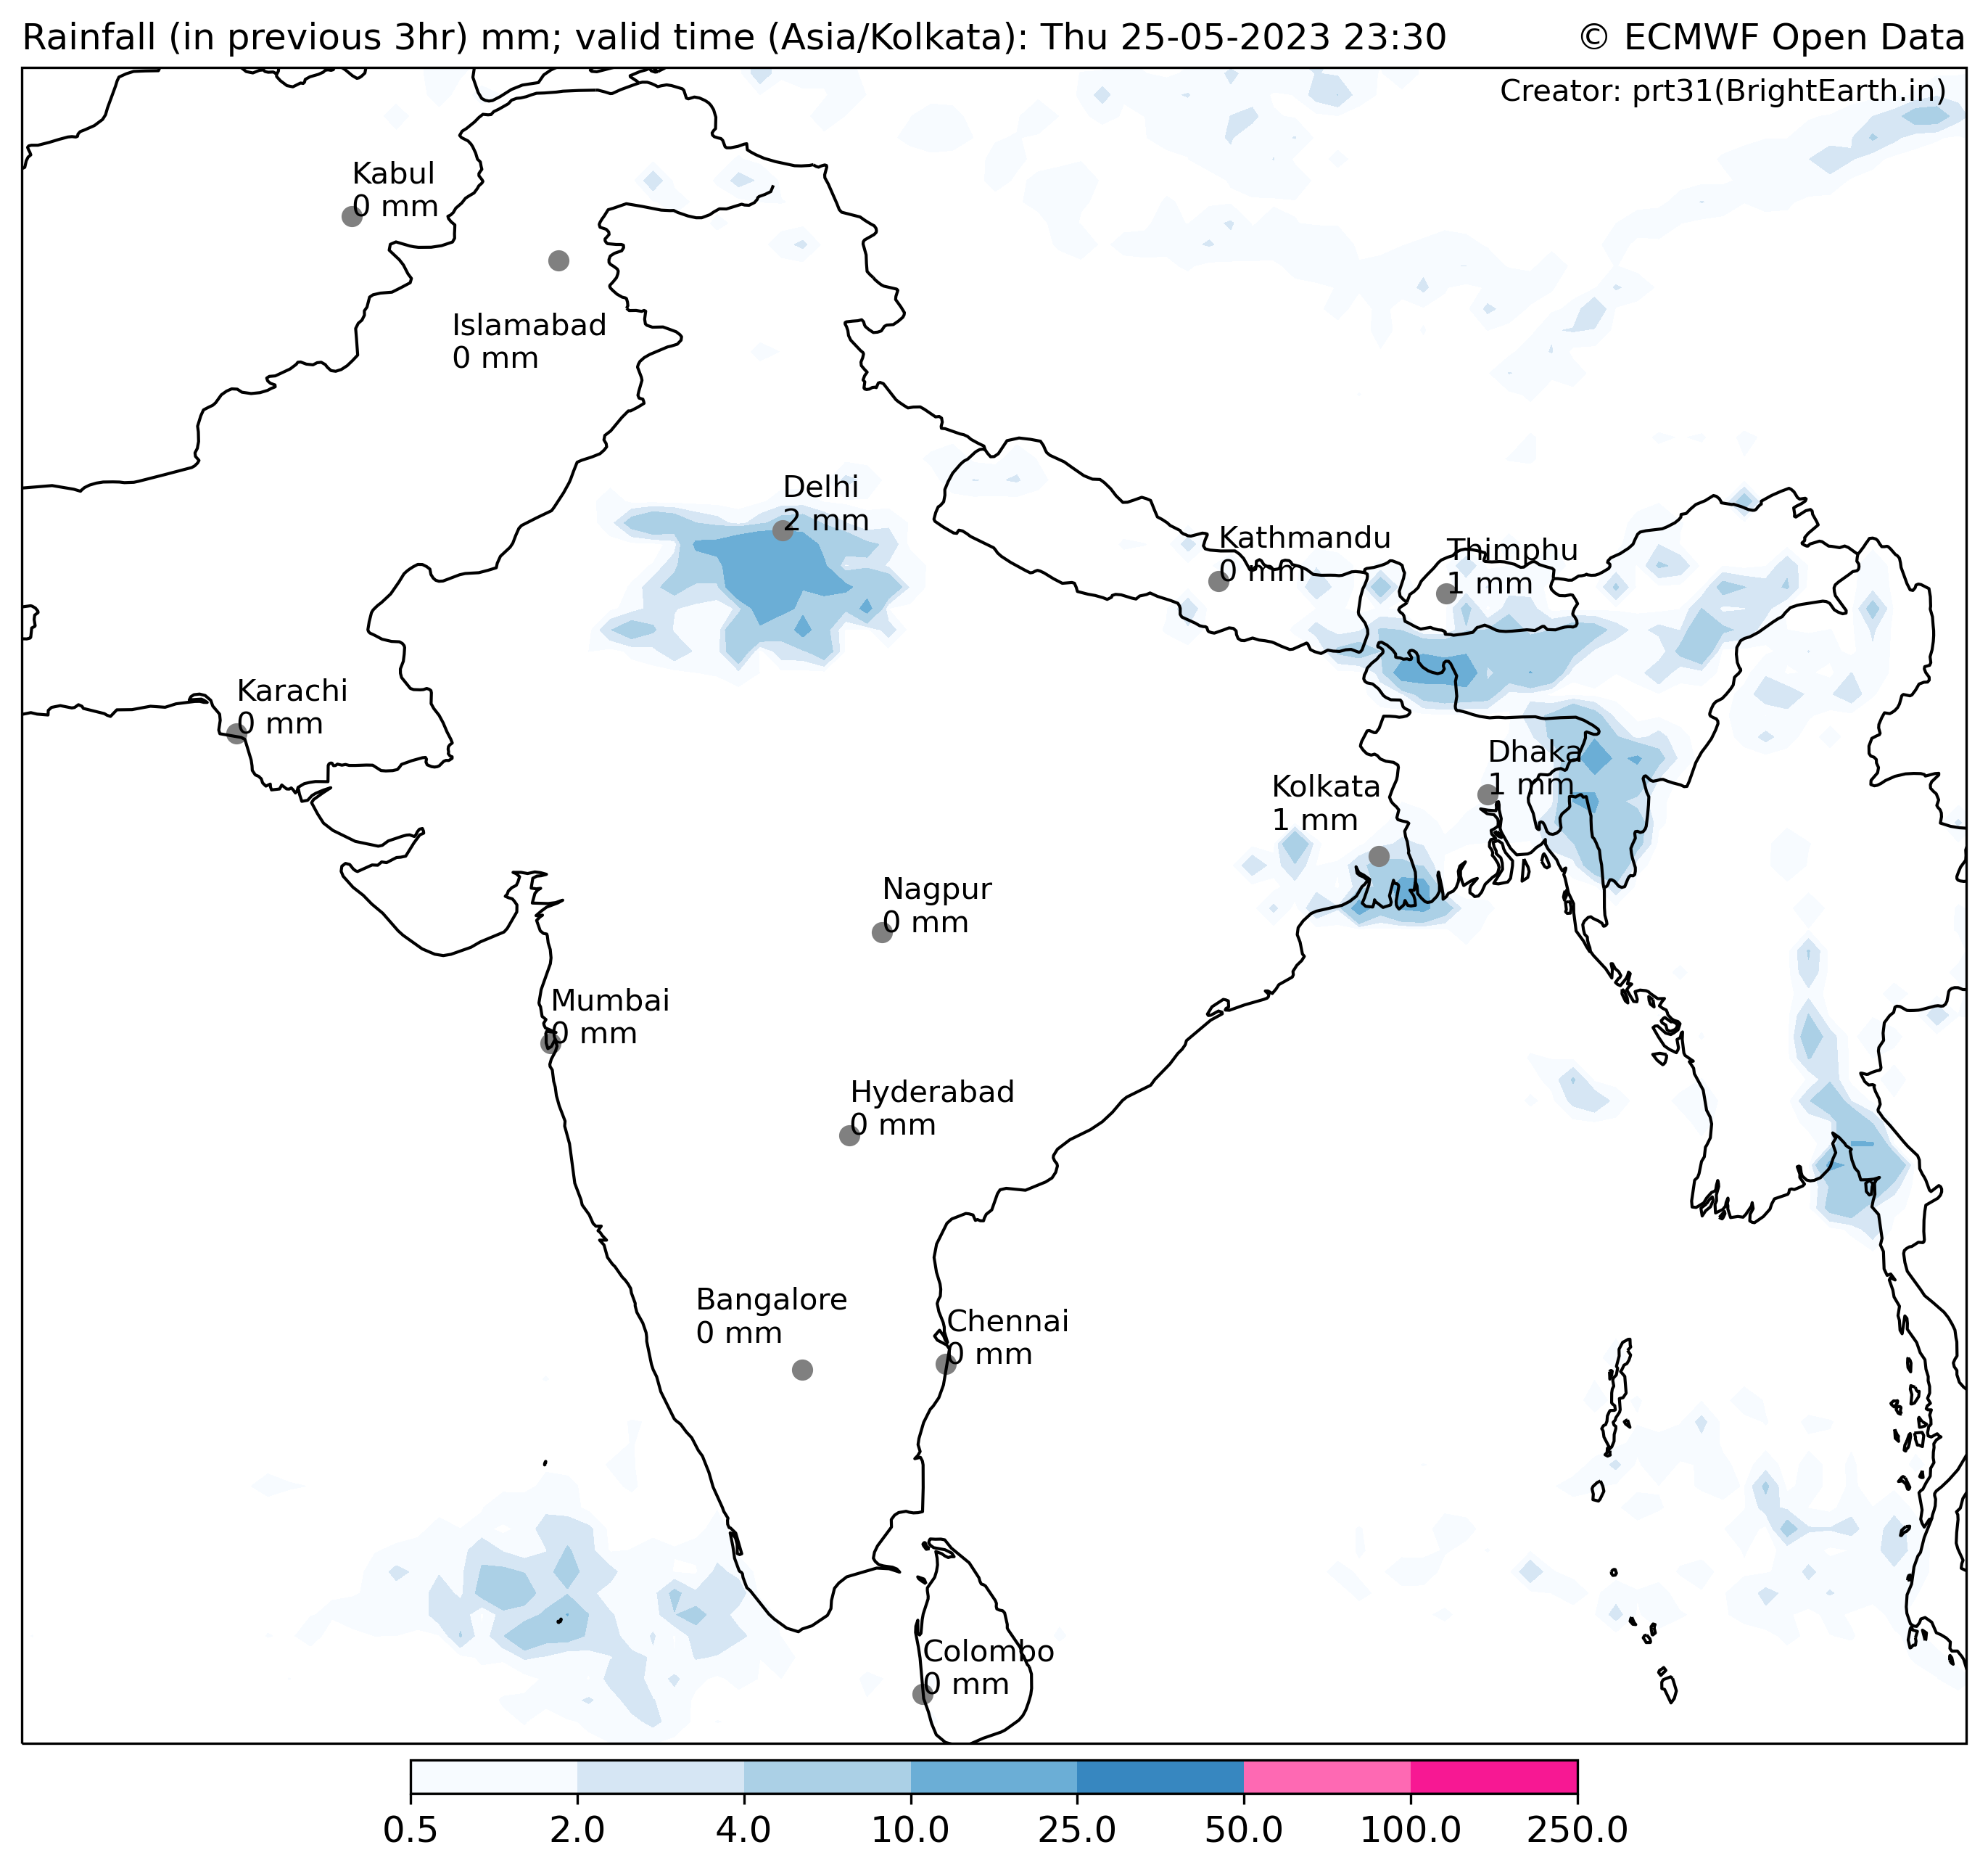 Rainfall (in previous 3hr) mm; valid time (Asia/Kolkata): Thu 25-05-2023 23:30
© ECMWF Open Data
Creator: prt31(BrightEarth.in)
Kabul
0 mm
Islamabad
0 mm
Delhi
2 mm
Kathmandu
0 mm
Thimphu
1 mm
Karachi
0 mm
Dhaka
1 mm
Kolkata
1 mm
Nagpur
0 mm
Mumbai
0 mm
Hyderabad
0 mm
Bangalore
0 mm
Chennai
0 mm
Colombo
0 mm
0.5 2.0 4.0 10.0 25.0 50.0 100.0 250.0